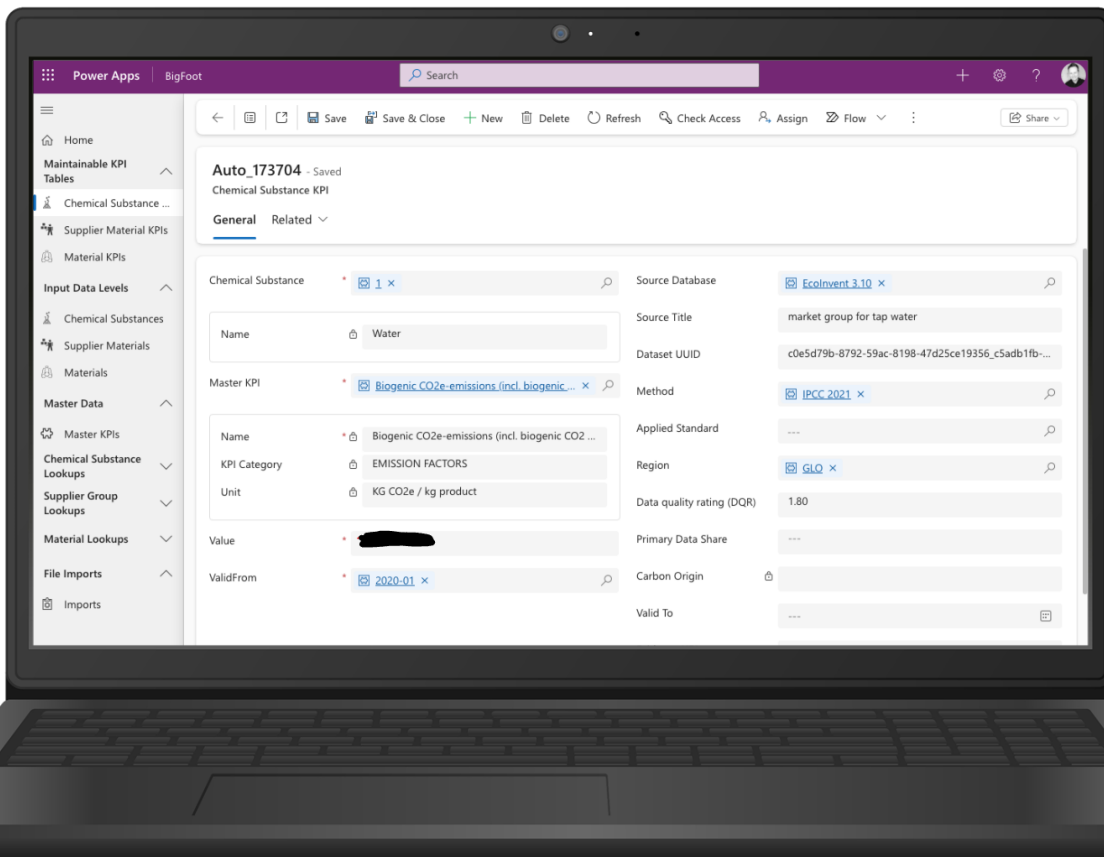 Power Apps BigFoot Search
Home
Maintainable KPI
Tables
Chemical Substance ...
Supplier Material KPIs
Material KPIs
Input Data Levels
Chemical Substances
Supplier Materials
Materials
Master Data
Master KPIs
Chemical Substance
Lookups
Supplier Group
Lookups
Material Lookups
File Imports
Imports
Save Save & Close New Delete Refresh Check Access Assign Flow Share
Auto_173704 - Saved
Chemical Substance KPI
General Related
Chemical Substance * 1
Name Water
Master KPI * Biogenic CO2e-emissions (incl. biogenic ...
Name * Biogenic CO2e-emissions (incl. biogenic CO2 ...
KPI Category EMISSION FACTORS
Unit KG CO2e / kg product
Value *
ValidFrom * 2020-01
Source Database EcoInvent 3.10
Source Title market group for tap water
Dataset UUID c0e5d79b-8792-59ac-8198-47d25ce19356_c5adb1fb-...
Method IPCC 2021
Applied Standard ---
Region GLO
Data quality rating (DQR) 1.80
Primary Data Share ---
Carbon Origin
Valid To ---